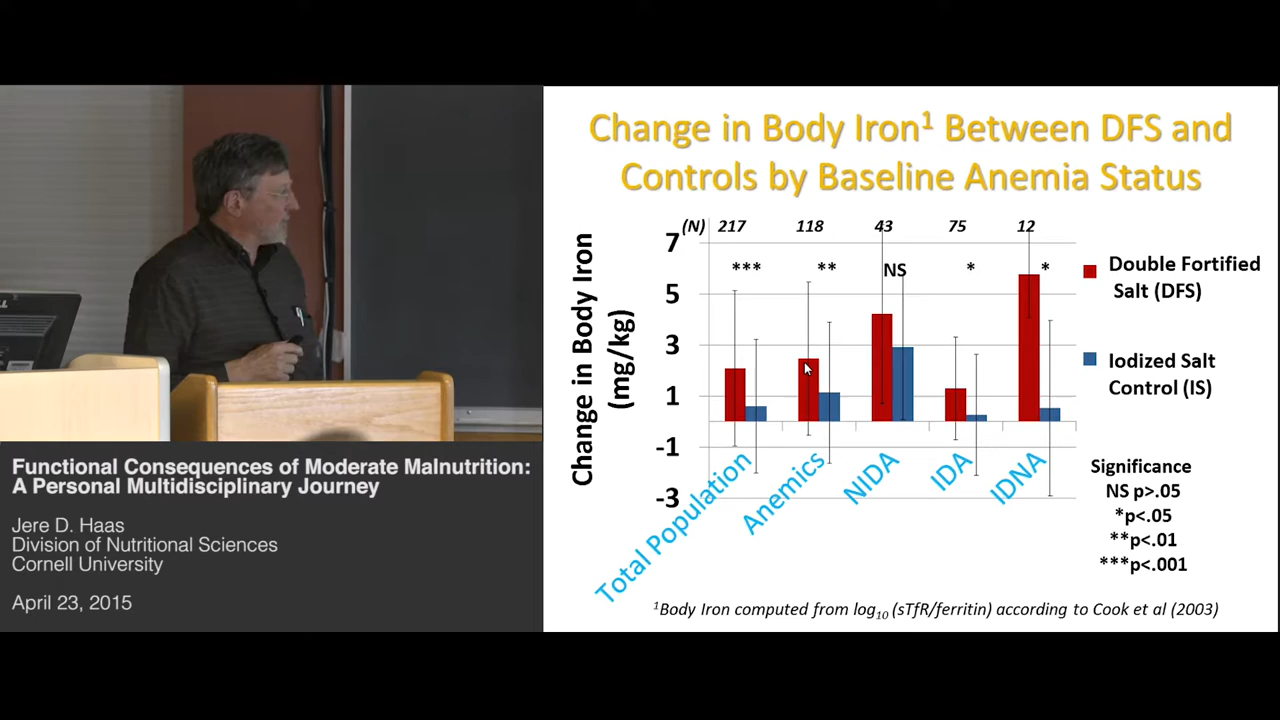 Change in Body Iron1 Between DFS and
Controls by Baseline Anemia Status
(N) 217 118 43 75 12
7
5
3
1
-1
-3
Change in Body Iron
(mg/kg)
*** ** NS * *
Total Population
Anemics
NIDA
IDA
IDNA
Double Fortified
Salt (DFS)
Iodized Salt
Control (IS)
Significance
NS p>.05
*p<.05
**p<.01
***p<.001
1Body Iron computed from log10 (sTfR/ferritin) according to Cook et al (2003)
Functional Consequences of Moderate Malnutrition:
A Personal Multidisciplinary Journey
Jere D. Haas
Division of Nutritional Sciences
Cornell University
April 23, 2015